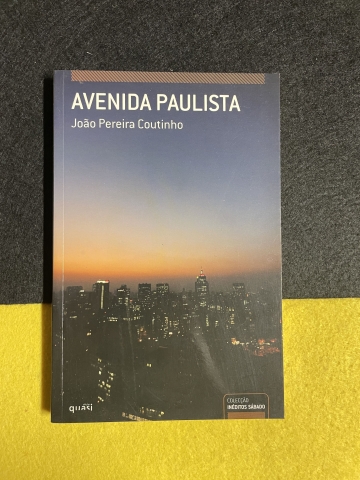 AVENIDA PAULISTA
João Pereira Coutinho
quasi
COLECÇÃO
INÉDITOS SÁBADO